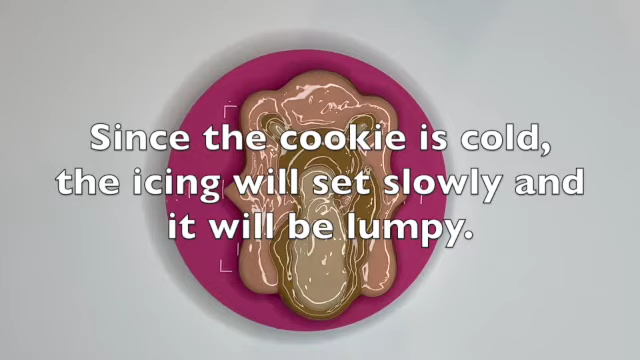 Since the cookie is cold,
the icing will set slowly and
it will be lumpy.